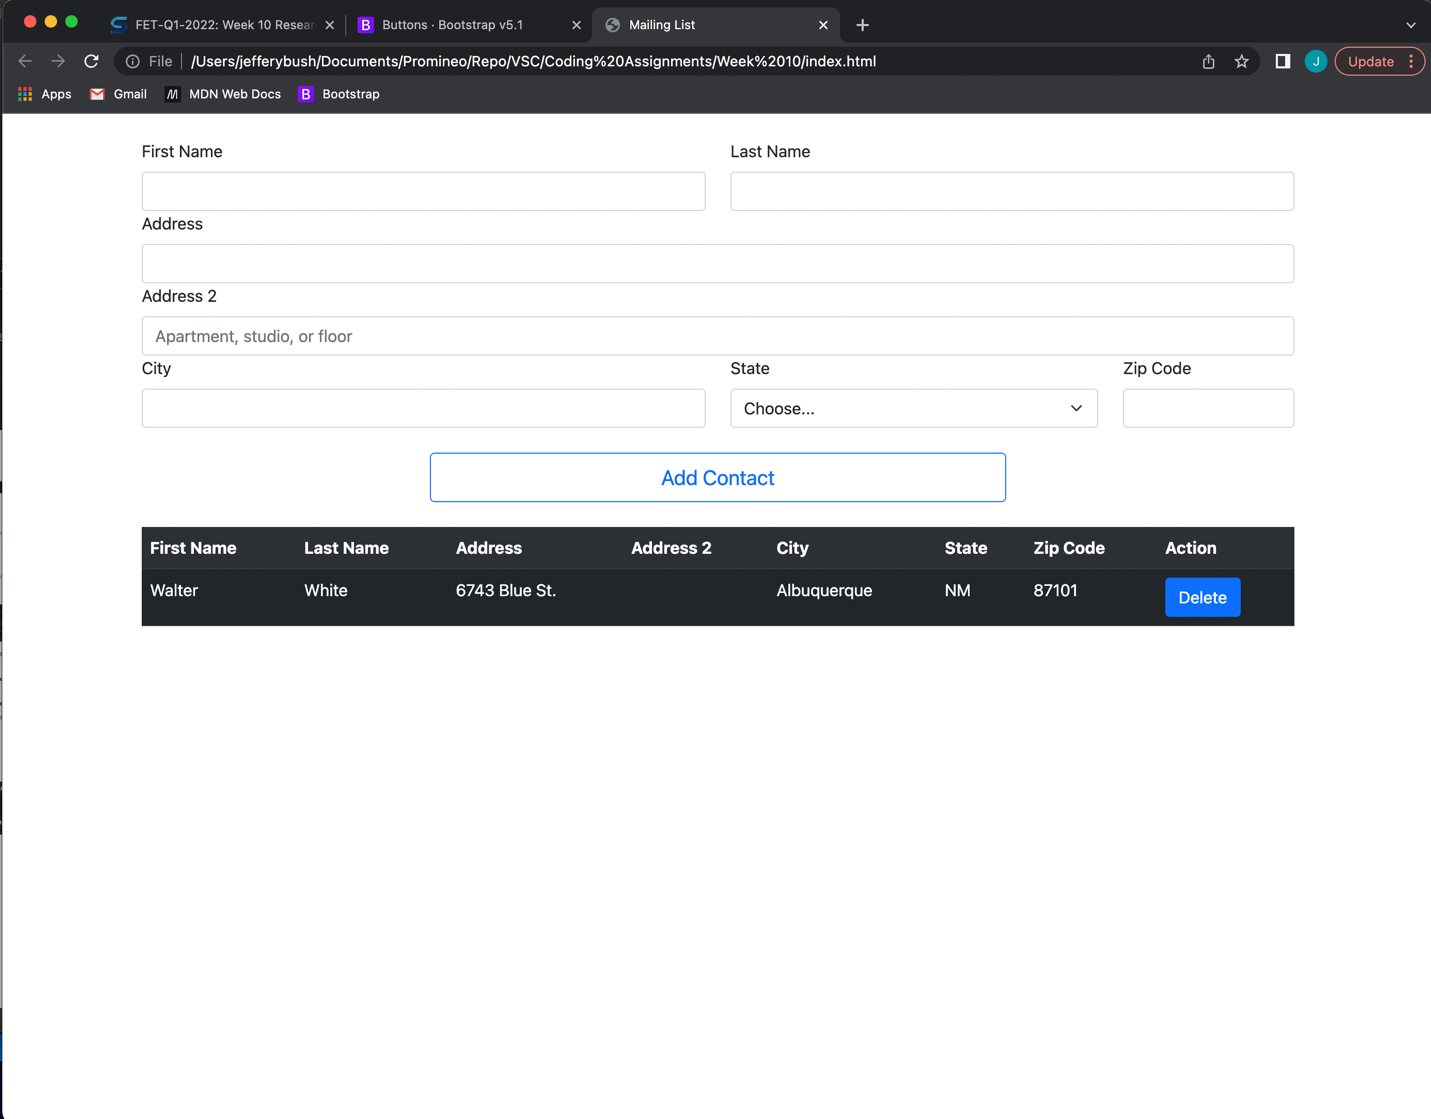 FET-Q1-2022: Week 10 Resear
Buttons · Bootstrap v5.1
Mailing List
File
/Users/jefferybush/Documents/Promineo/Repo/VSC/Coding%20Assignments/Week%2010/index.html
J
Update
Apps
Gmail
MDN Web Docs
B Bootstrap
First Name Last Name
Address
Address 2
Apartment, studio, or floor
City State Zip Code
Choose...
Add Contact
First Name Last Name Address Address 2 City State Zip Code Action
Walter White 6743 Blue St. Albuquerque NM 87101 Delete